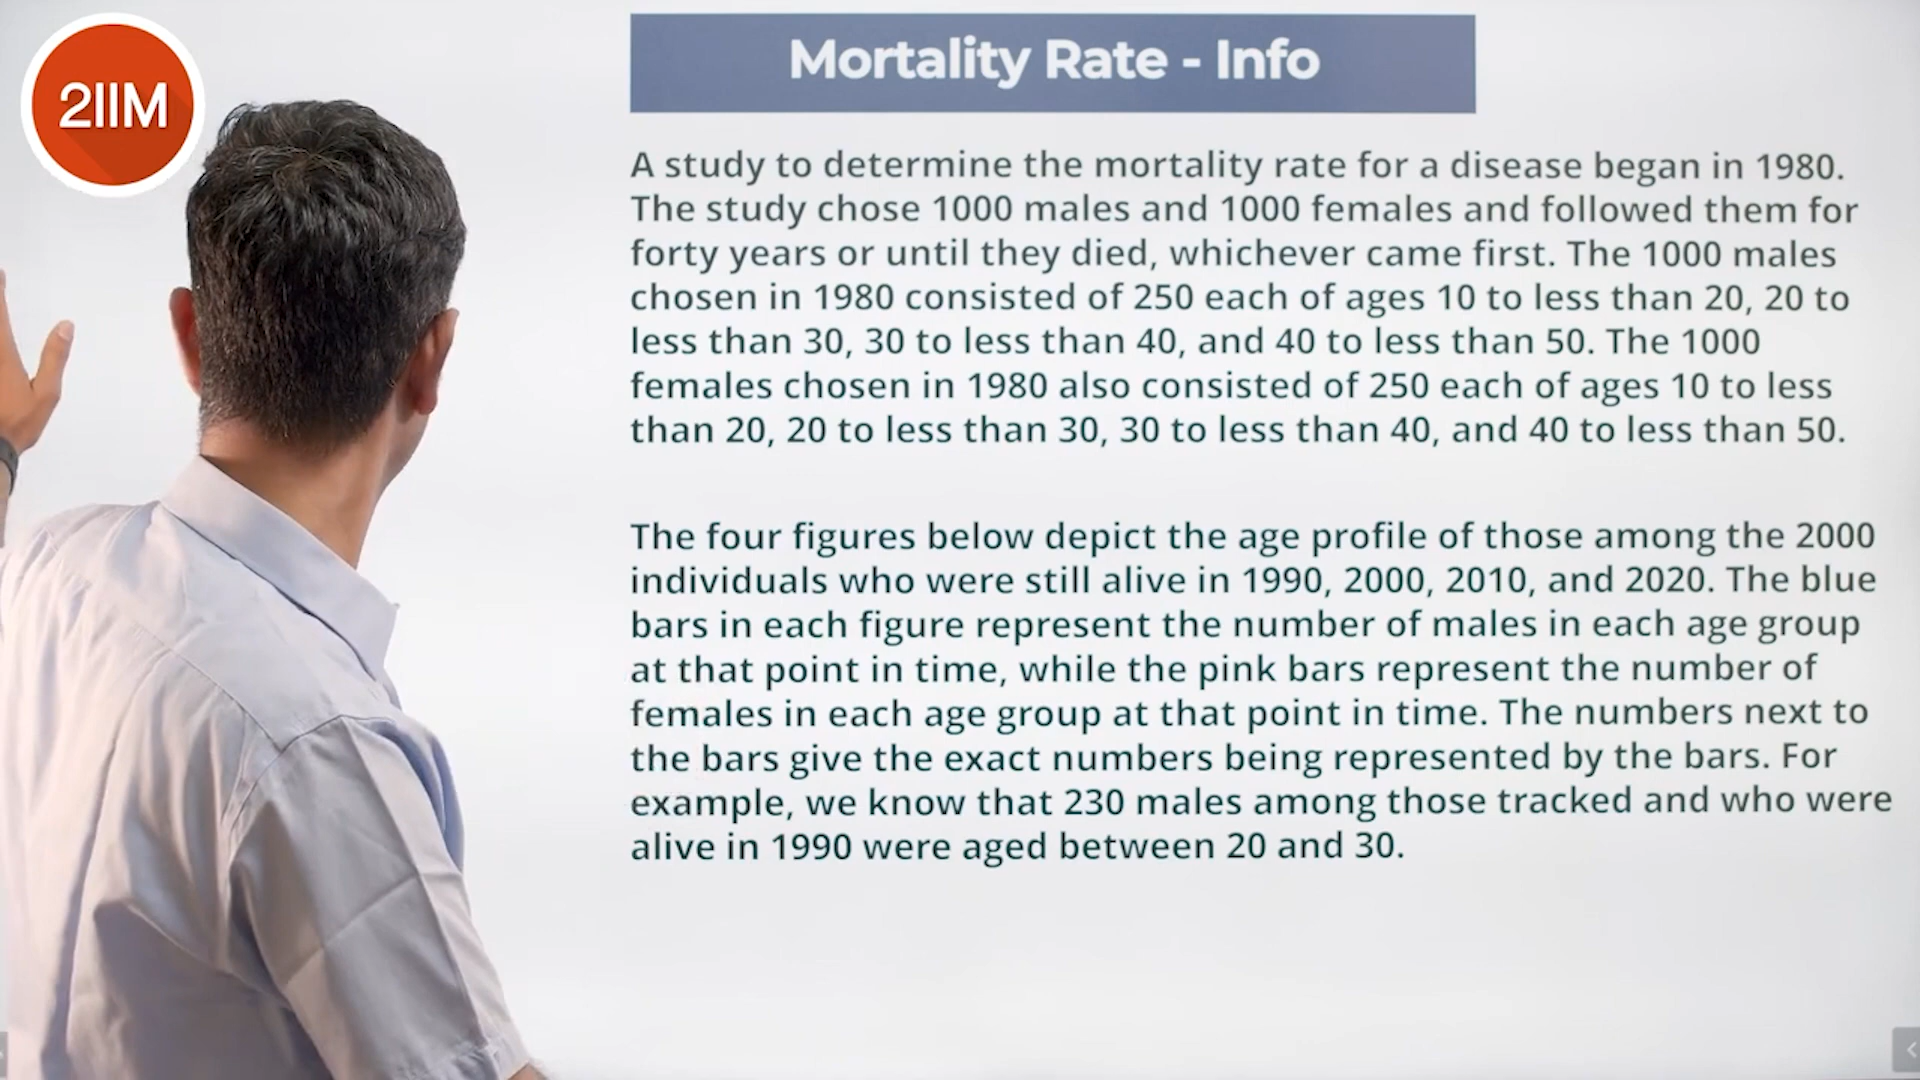 2IIM
Mortality Rate - Info
A study to determine the mortality rate for a disease began in 1980.
The study chose 1000 males and 1000 females and followed them for
forty years or until they died, whichever came first. The 1000 males
chosen in 1980 consisted of 250 each of ages 10 to less than 20, 20 to
less than 30, 30 to less than 40, and 40 to less than 50. The 1000
females chosen in 1980 also consisted of 250 each of ages 10 to less
than 20, 20 to less than 30, 30 to less than 40, and 40 to less than 50.
The four figures below depict the age profile of those among the 2000
individuals who were still alive in 1990, 2000, 2010, and 2020. The blue
bars in each figure represent the number of males in each age group
at that point in time, while the pink bars represent the number of
females in each age group at that point in time. The numbers next to
the bars give the exact numbers being represented by the bars. For
example, we know that 230 males among those tracked and who were
alive in 1990 were aged between 20 and 30.